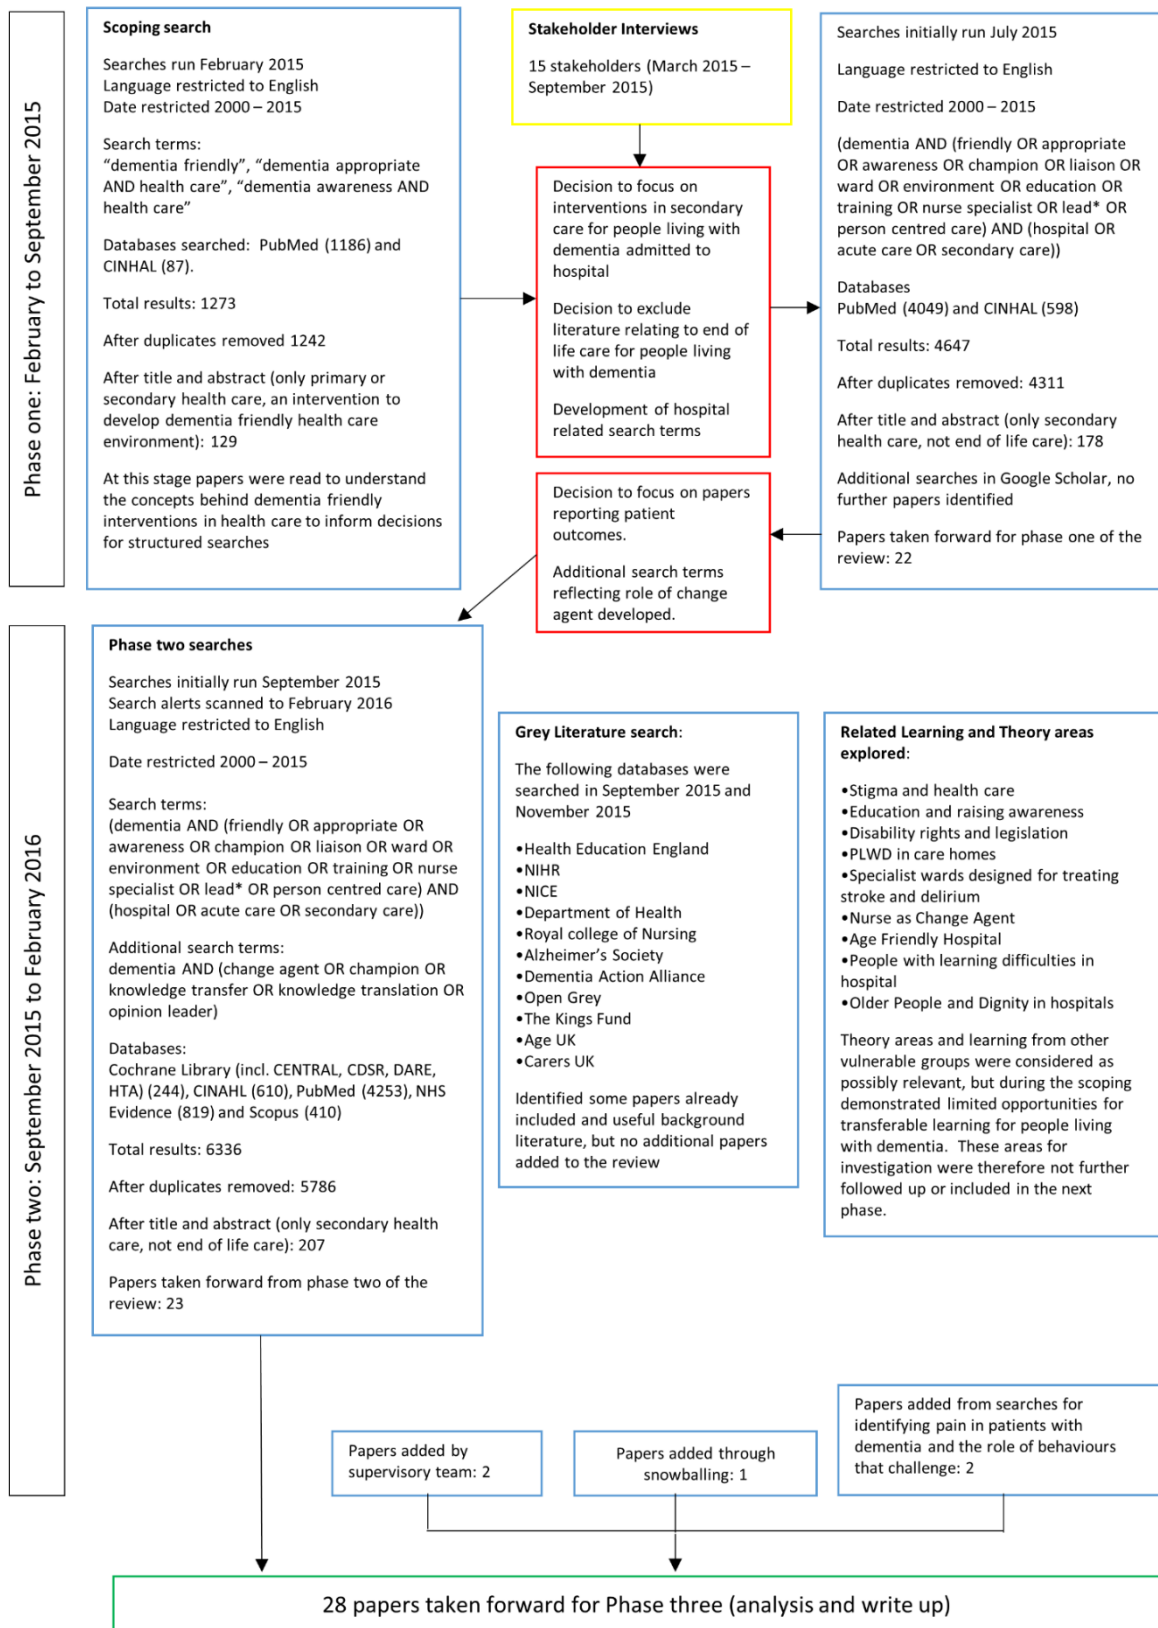 Phase one: February to September 2015
Scoping search
Searches run February 2015
Language restricted to English
Date restricted 2000 – 2015
Search terms:
“dementia friendly”, “dementia appropriate
AND health care”, “dementia awareness AND
health care”
Databases searched:  PubMed (1186) and
CINHAL (87).
Total results: 1273
After duplicates removed 1242
After title and abstract (only primary or
secondary health care, an intervention to
develop dementia friendly health care
environment): 129
At this stage papers were read to understand
the concepts behind dementia friendly
interventions in health care to inform decisions
for structured searches
Stakeholder Interviews
15 stakeholders (March 2015 –
September 2015)
Decision to focus on
interventions in secondary
care for people living with
dementia admitted to
hospital
Decision to exclude
literature relating to end of
life care for people living
with dementia
Development of hospital
related search terms
Searches initially run July 2015
Language restricted to English
Date restricted 2000 – 2015
(dementia AND (friendly OR appropriate
OR awareness OR champion OR liaison OR
ward OR environment OR education OR
training OR nurse specialist OR lead* OR
person centred care) AND (hospital OR
acute care OR secondary care))
Databases
PubMed (4049) and CINHAL (598)
Total results: 4647
After duplicates removed: 4311
After title and abstract (only secondary
health care, not end of life care): 178
Additional searches in Google Scholar, no
further papers identified
Papers taken forward for phase one of the
review: 22
Decision to focus on papers
reporting patient
outcomes.
Additional search terms
reflecting role of change
agent developed.
Phase two: September 2015 to February 2016
Phase two searches
Searches initially run September 2015
Search alerts scanned to February 2016
Language restricted to English
Date restricted 2000 – 2015
Search terms:
(dementia AND (friendly OR appropriate OR
awareness OR champion OR liaison OR ward OR
environment OR education OR training OR nurse
specialist OR lead* OR person centred care) AND
(hospital OR acute care OR secondary care))
Additional search terms:
dementia AND (change agent OR champion OR
knowledge transfer OR knowledge translation OR
opinion leader)
Databases:
Cochrane Library (incl. CENTRAL, CDSR, DARE,
HTA) (244), CINAHL (610), PubMed (4253), NHS
Evidence (819) and Scopus (410)
Total results: 6336
After duplicates removed: 5786
After title and abstract (only secondary health
care, not end of life care): 207
Papers taken forward from phase two of the
review: 23
Grey Literature search:
The following databases were
searched in September 2015 and
November 2015
•Health Education England
•NIHR
•NICE
•Department of Health
•Royal college of Nursing
•Alzheimer’s Society
•Dementia Action Alliance
•Open Grey
•The Kings Fund
•Age UK
•Carers UK
Identified some papers already
included and useful background
literature, but no additional papers
added to the review
Related Learning and Theory areas
explored:
•Stigma and health care
•Education and raising awareness
•Disability rights and legislation
•PLWD in care homes
•Specialist wards designed for treating
stroke and delirium
•Nurse as Change Agent
•Age Friendly Hospital
•People with learning difficulties in
hospital
•Older People and Dignity in hospitals
Theory areas and learning from other
vulnerable groups were considered as
possibly relevant, but during the scoping
demonstrated limited opportunities for
transferable learning for people living
with dementia.  These areas for
investigation were therefore not further
followed up or included in the next
phase.
Papers added by
supervisory team: 2
Papers added through
snowballing: 1
Papers added from searches for
identifying pain in patients with
dementia and the role of behaviours
that challenge: 2
28 papers taken forward for Phase three (analysis and write up)